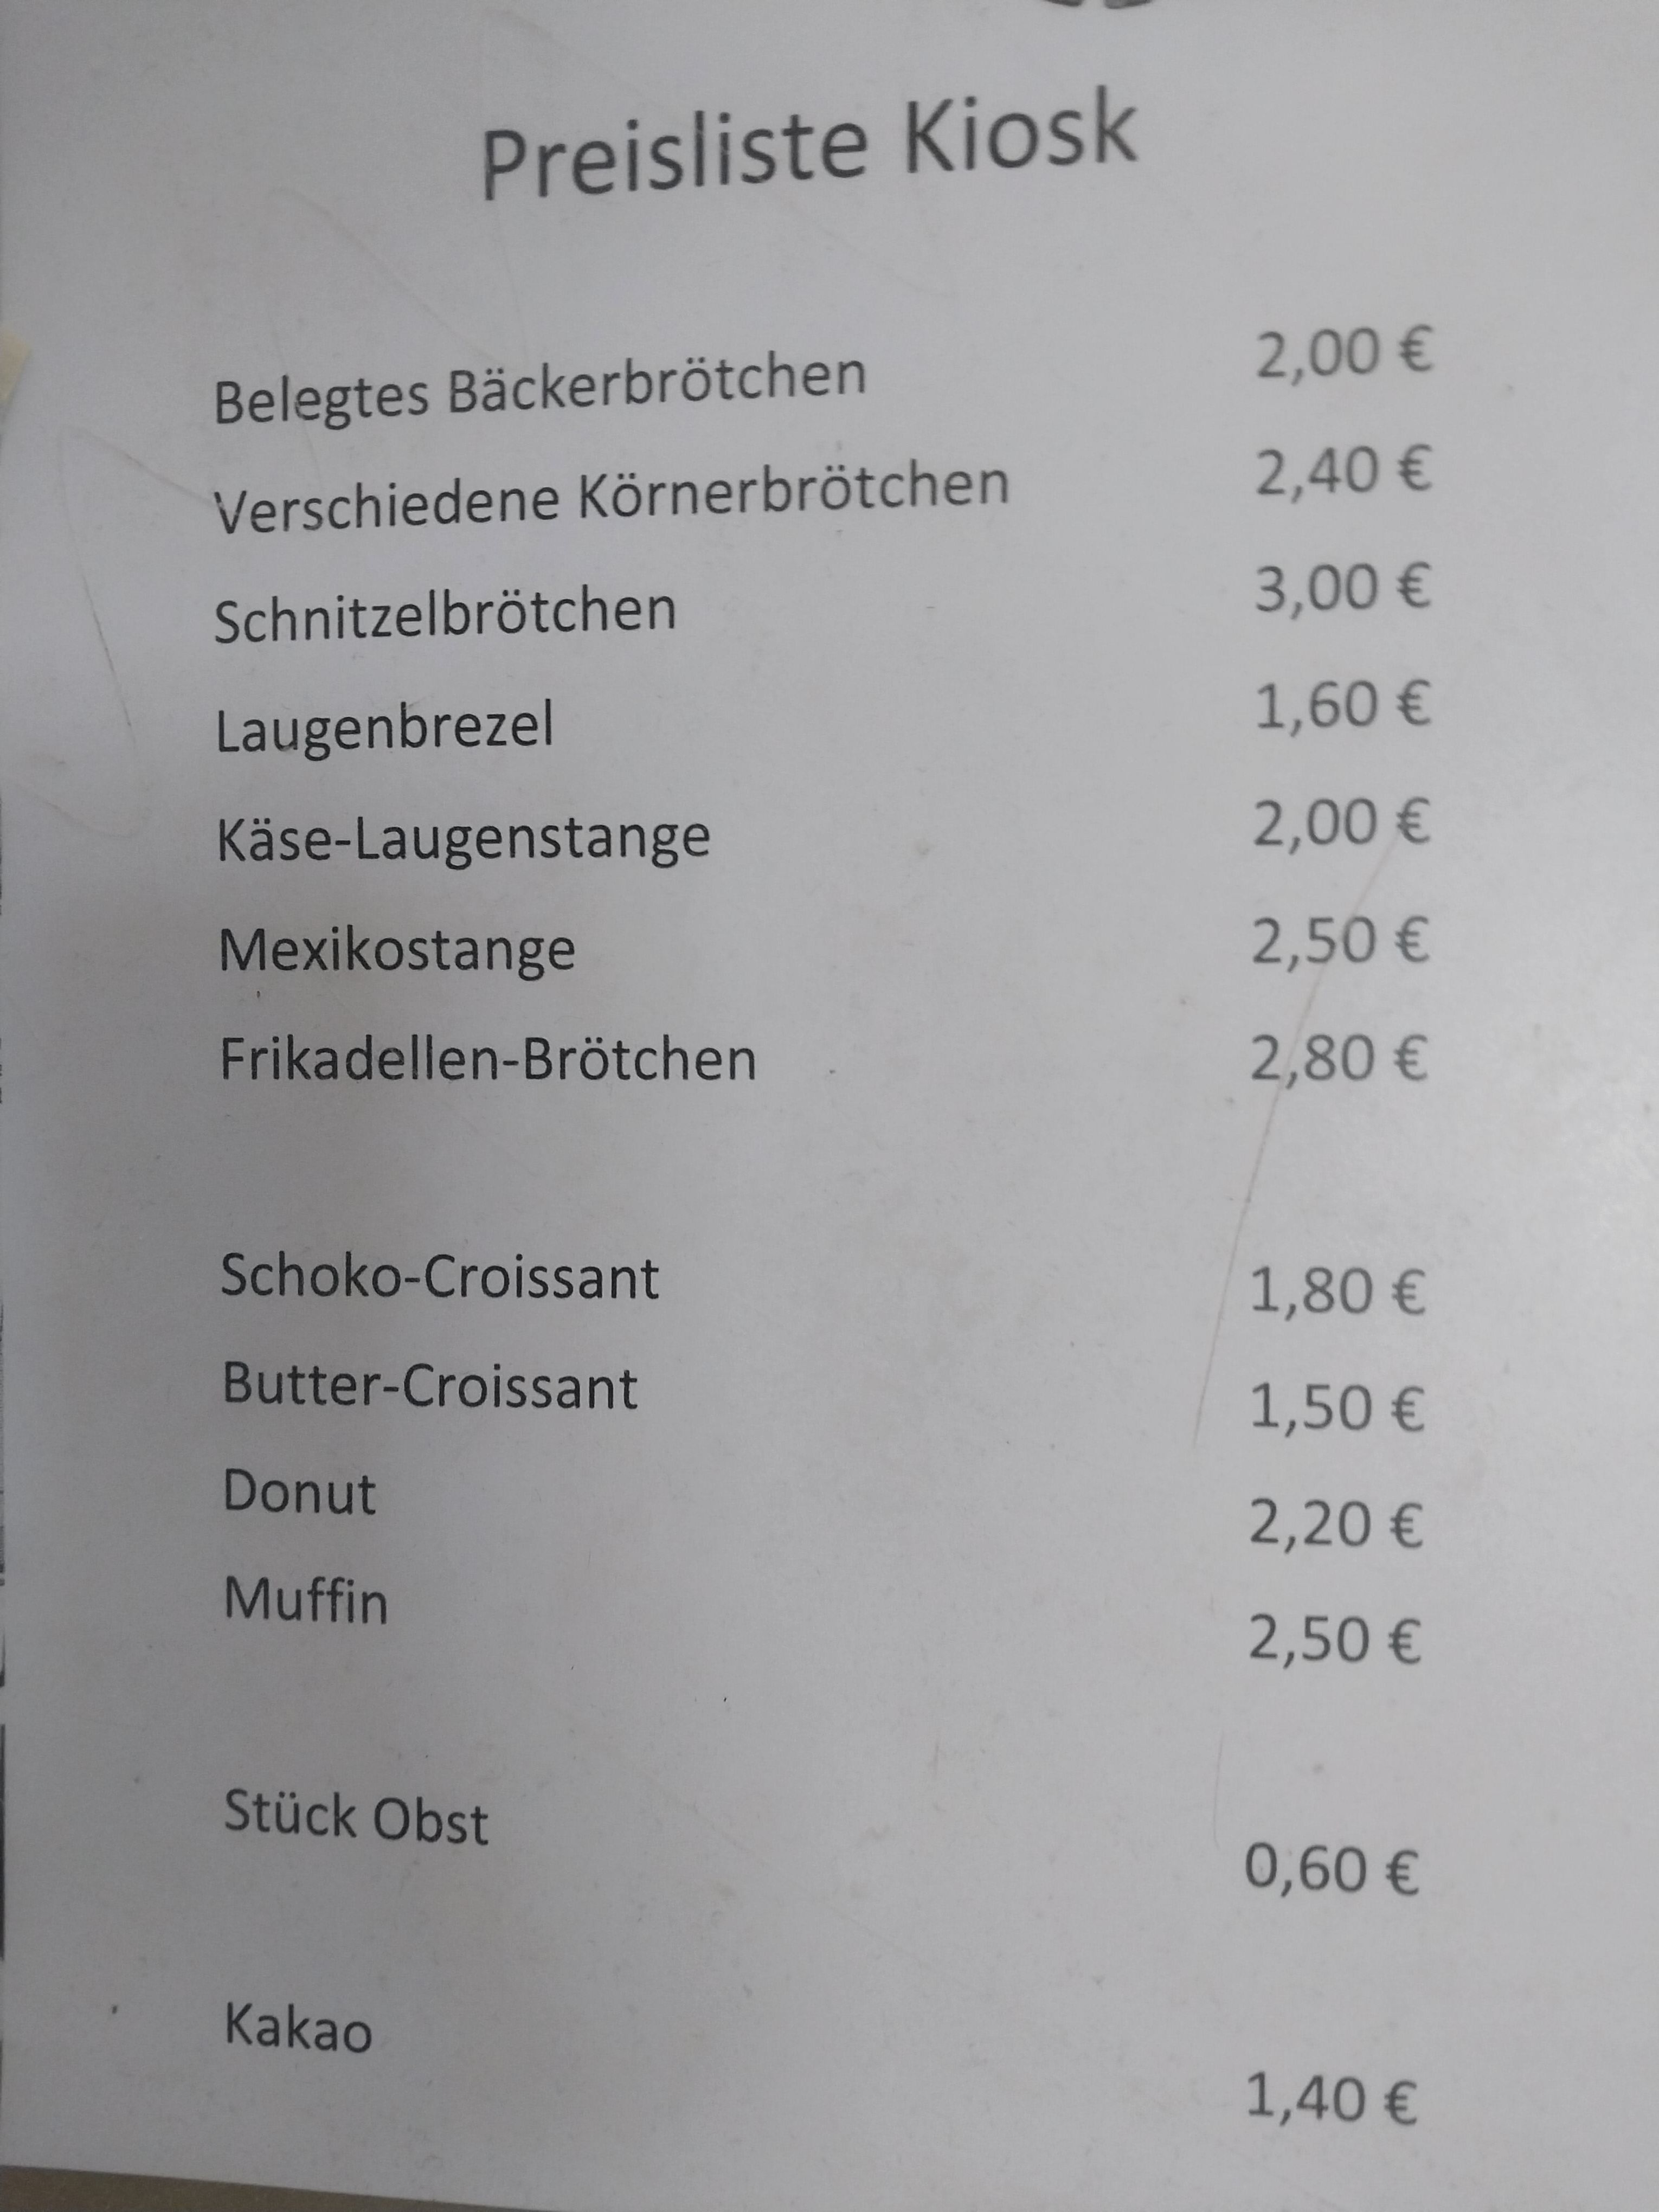 Preisliste Kiosk
Belegtes Bäckerbrötchen 2,00 €
Verschiedene Körnerbrötchen 2,40 €
Schnitzelbrötchen 3,00 €
Laugenbrezel 1,60 €
Käse-Laugenstange 2,00 €
Mexikostange 2,50 €
Frikadellen-Brötchen 2,80 €
Schoko-Croissant 1,80 €
Butter-Croissant 1,50 €
Donut 2,20 €
Muffin 2,50 €
Stück Obst 0,60 €
Kakao 1,40 €